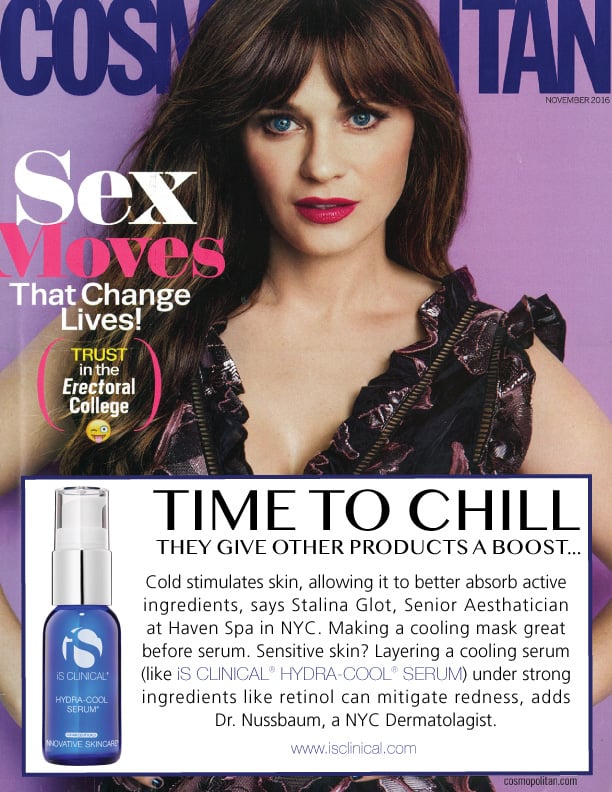 COSMOPOLITAN
NOVEMBER 2016
Sex
Moves
That Change
Lives!
TRUST
in the
Erectoral
College
TIME TO CHILL
THEY GIVE OTHER PRODUCTS A BOOST...
Cold stimulates skin, allowing it to better absorb active
ingredients, says Stalina Glot, Senior Aesthatician
at Haven Spa in NYC. Making a cooling mask great
before serum. Sensitive skin? Layering a cooling serum
(like iS CLINICAL® HYDRA-COOL® SERUM) under strong
ingredients like retinol can mitigate redness, adds
Dr. Nussbaum, a NYC Dermatolagist.
www.isclinical.com
iS
iS CLINICAL®
HYDRA-COOL
SERUM®
INNOVATIVE SKINCARE
cosmopolitan.com